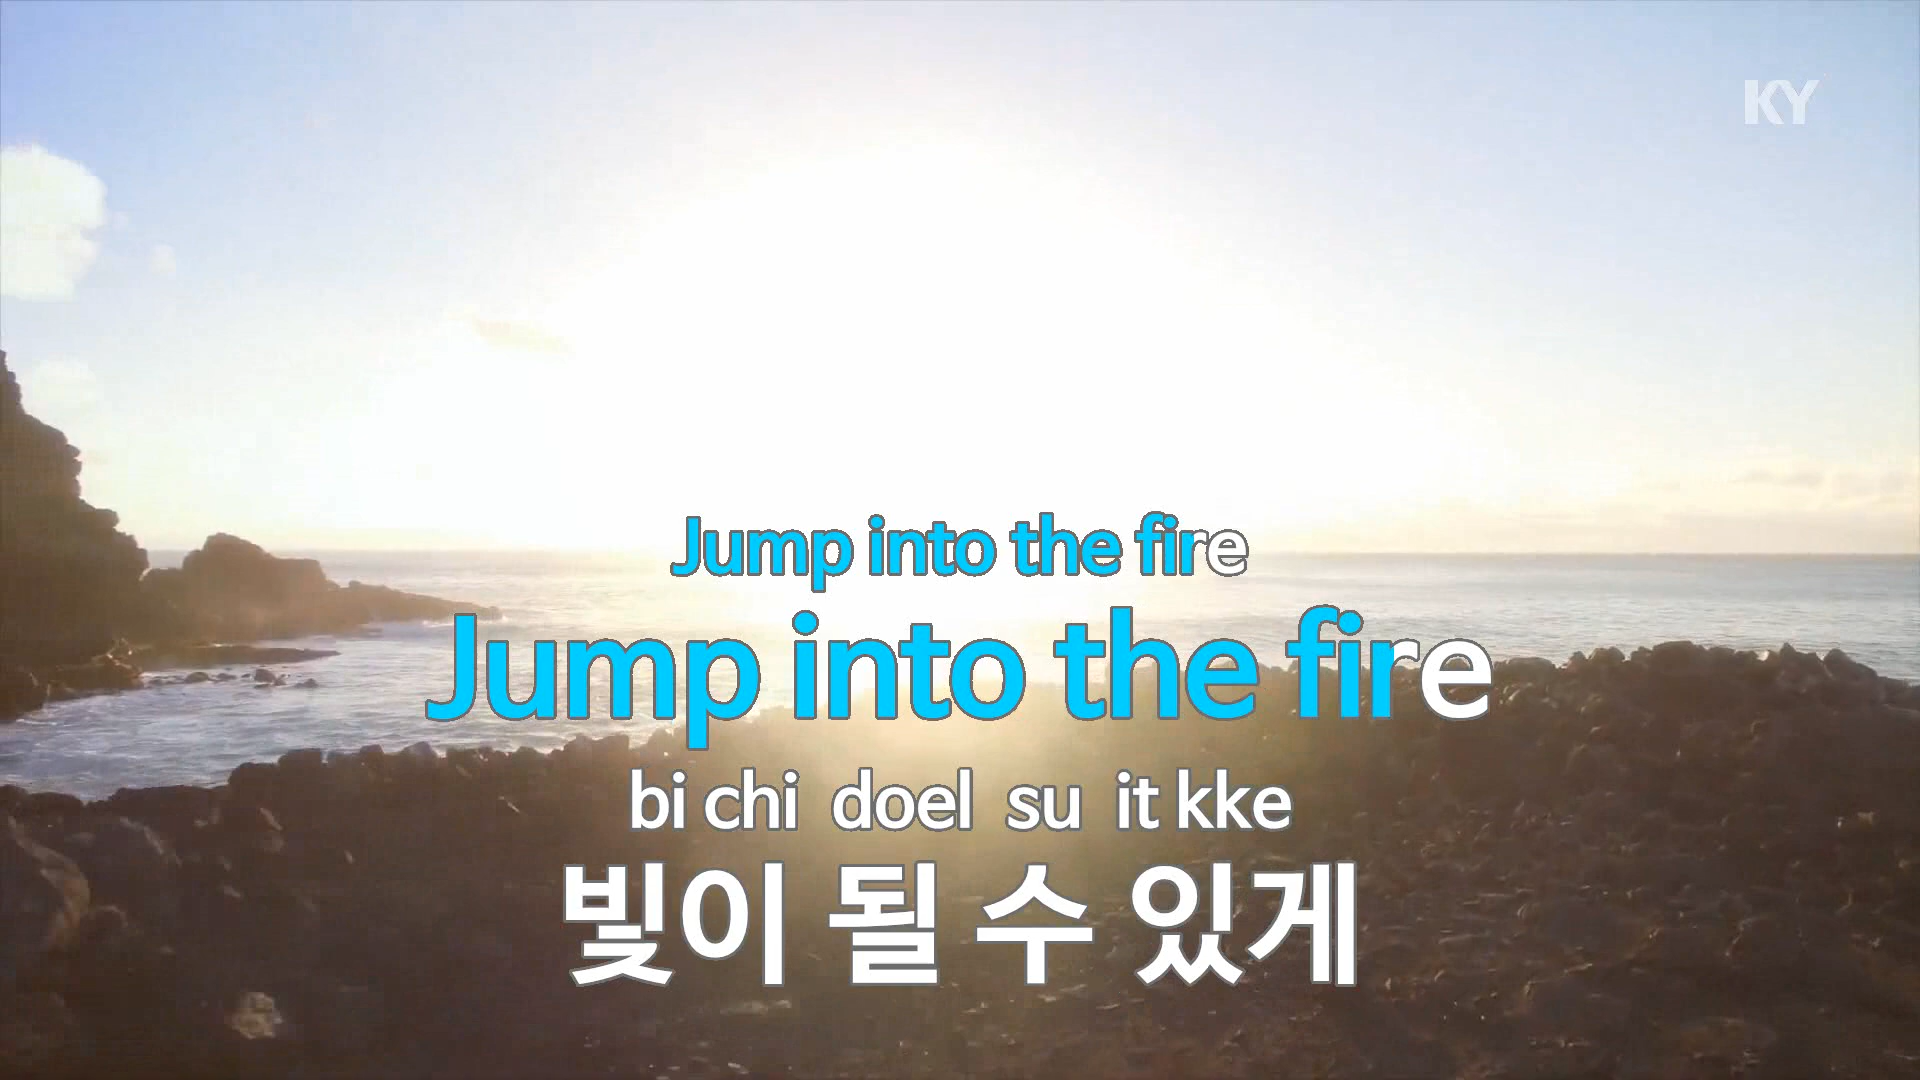 KY
Jump into the fire
Jump into the fire
bi chi doel su it kke
빛이 될 수 있게